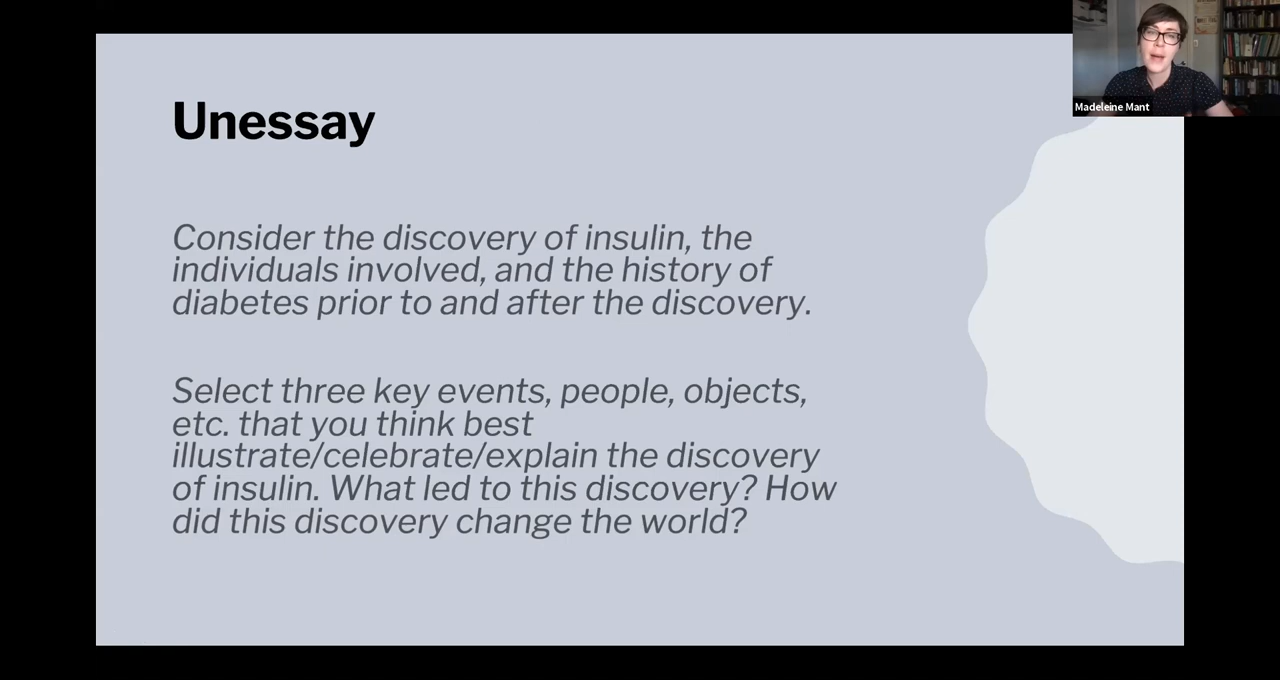 Unessay
Consider the discovery of insulin, the
individuals involved, and the history of
diabetes prior to and after the discovery.
Select three key events, people, objects,
etc. that you think best
illustrate/celebrate/explain the discovery
of insulin. What led to this discovery? How
did this discovery change the world?
Madeleine Mant